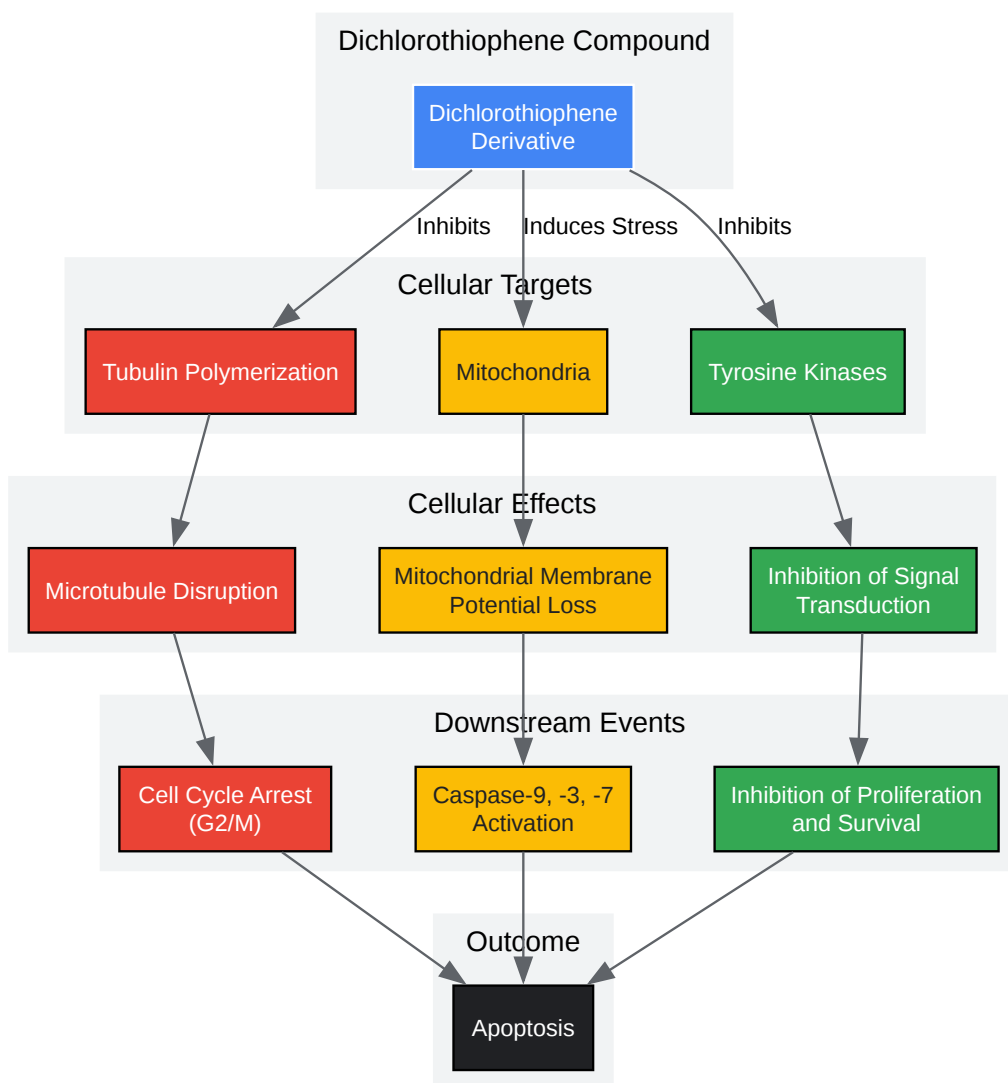 Dichlorothiophene Compound
Dichlorothiophene
Derivative
Inhibits
Induces Stress
Inhibits
Cellular Targets
Tubulin Polymerization
Mitochondria
Tyrosine Kinases
Cellular Effects
Microtubule Disruption
Mitochondrial Membrane
Potential Loss
Inhibition of Signal
Transduction
Downstream Events
Cell Cycle Arrest
(G2/M)
Caspase-9, -3, -7
Activation
Inhibition of Proliferation
and Survival
Outcome
Apoptosis